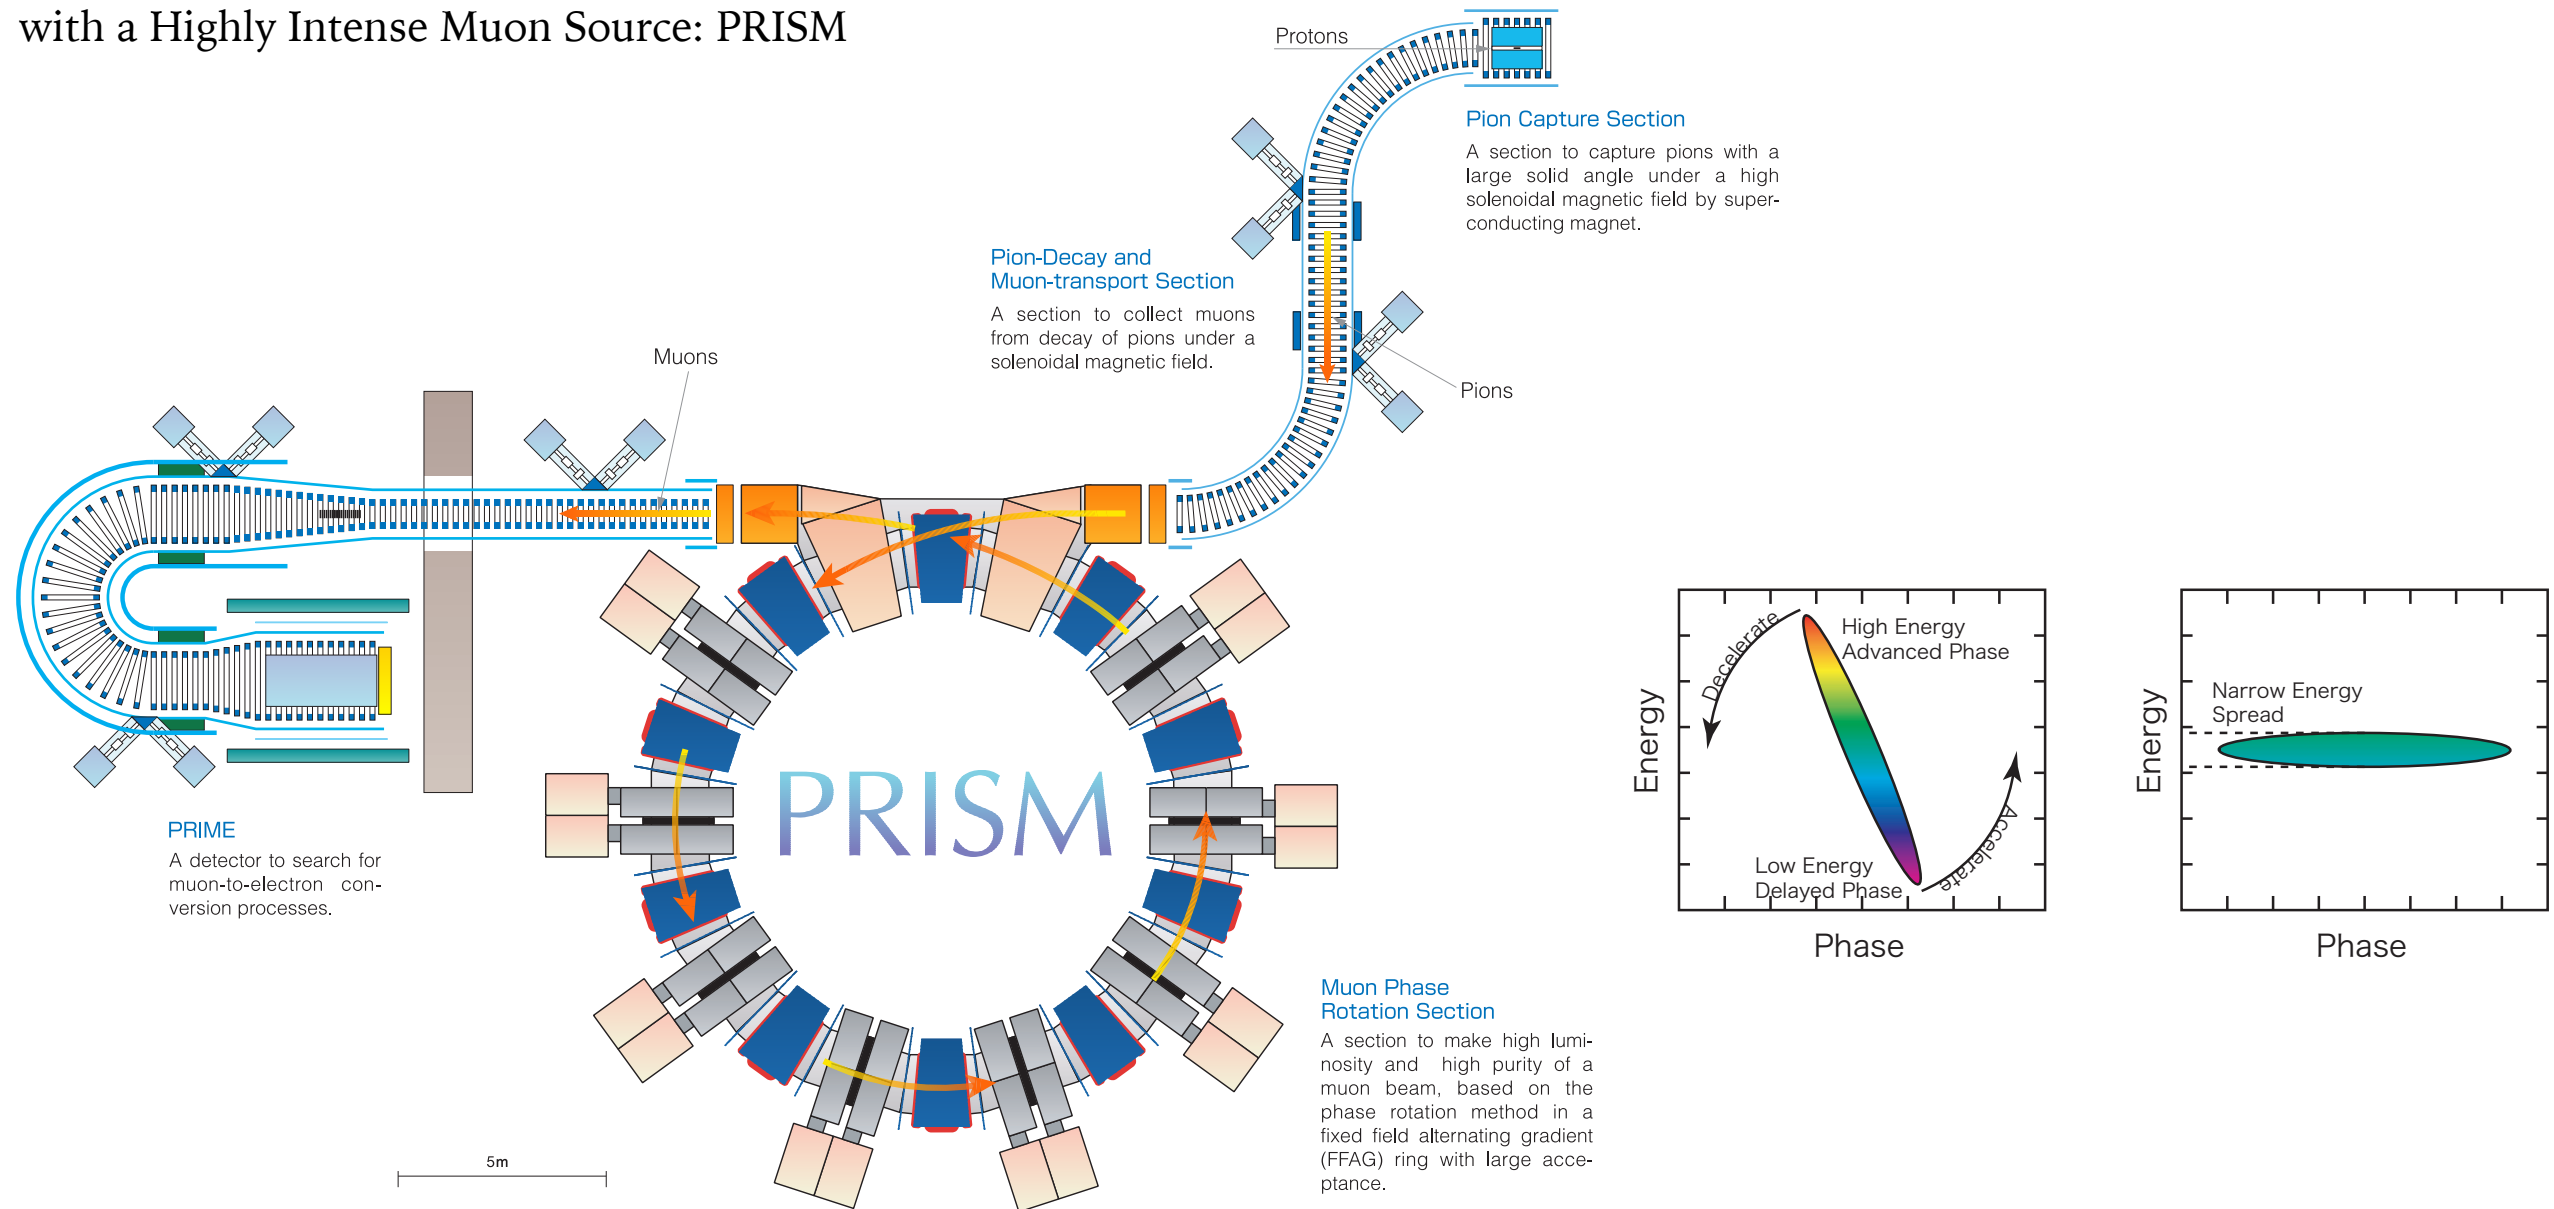 with a Highly Intense Muon Source: PRISM
Protons
Pion Capture Section
A section to capture pions with a
large solid angle under a high
solenoidal magnetic field by super-
conducting magnet.
Pion-Decay and
Muon-transport Section
A section to collect muons
from decay of pions under a
solenoidal magnetic field.
Pions
Muons
PRIME
A detector to search for
muon-to-electron con-
version processes.
PRISM
5m
Muon Phase
Rotation Section
A section to make high lumi-
nosity and high purity of a
muon beam, based on the
phase rotation method in a
fixed field alternating gradient
(FFAG) ring with large acce-
ptance.
Energy
Decelerate
High Energy
Advanced Phase
Low Energy
Delayed Phase
Accelerate
Phase
Energy
Narrow Energy
Spread
Phase